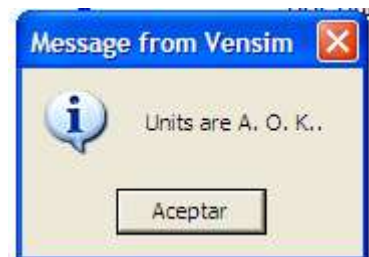 Message from Vensim
Units are A. O. K..
Aceptar